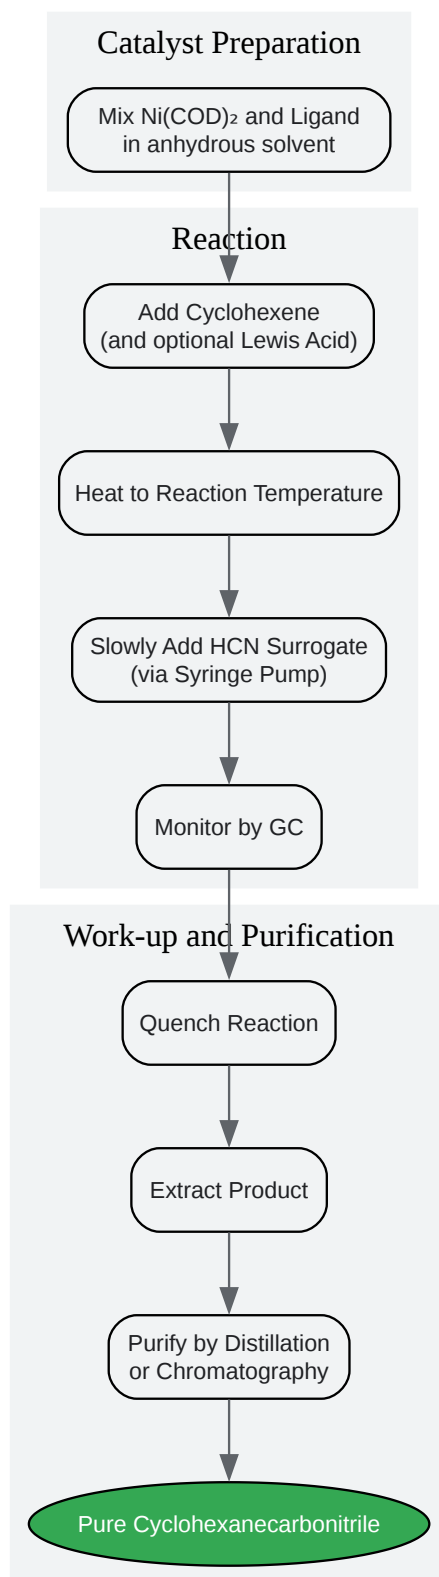 Catalyst Preparation
Mix Ni(COD)₂ and Ligand
in anhydrous solvent
Reaction
Add Cyclohexene
(and optional Lewis Acid)
Heat to Reaction Temperature
Slowly Add HCN Surrogate
(via Syringe Pump)
Monitor by GC
Work-up and Purification
Quench Reaction
Extract Product
Purify by Distillation
or Chromatography
Pure Cyclohexanecarbonitrile